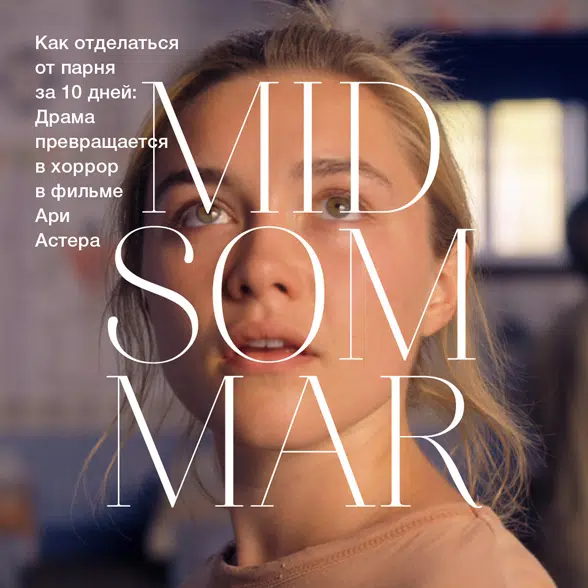 Как отделаться
от парня
за 10 дней:
Драма
превращается
в хоррор
в фильме
Ари
Астера
MID
SOM
MAR